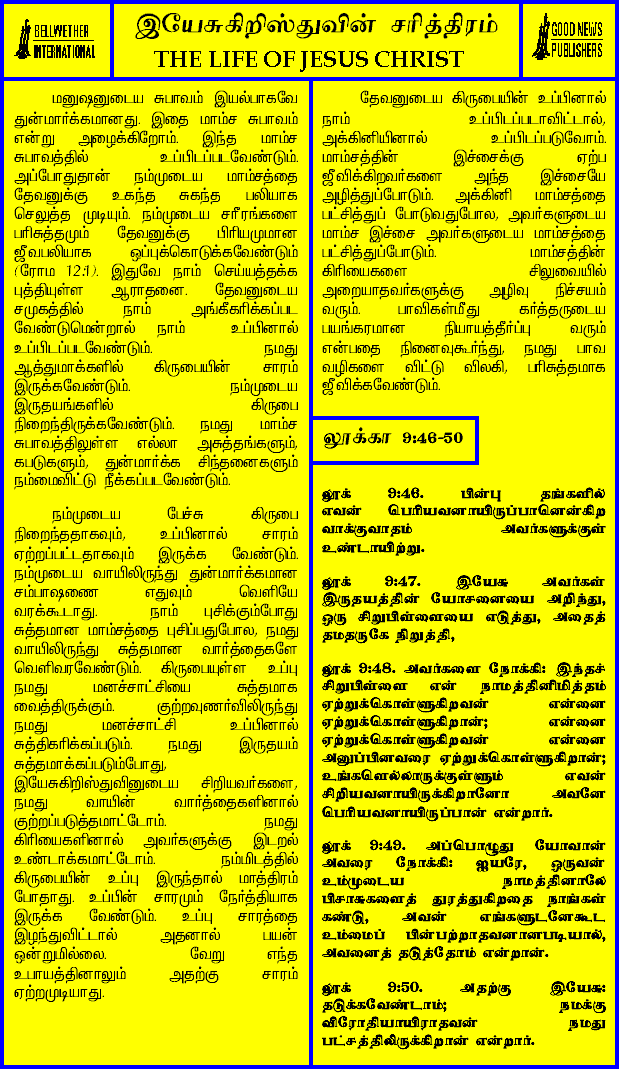 BELLWETHER
INTERNATIONAL
இயேசுகிறிஸ்துவின் சரித்திரம்
THE LIFE OF JESUS CHRIST
GOOD NEWS
PUBLISHERS
மனுஷனுடைய சுபாவம் இயல்பாகவே
துன்மார்க்கமானது. இதை மாம்ச சுபாவம்
என்று அழைக்கிறோம். இந்த மாம்ச
சுபாவத்தில் உப்பிடப்படவேண்டும்.
அப்போதுதான் நம்முடைய மாம்சத்தை
தேவனுக்கு உகந்த சுகந்த பலியாக
செலுத்த முடியும். நம்முடைய சரீரங்களை
பரிசுத்தமும் தேவனுக்கு பிரியமுமான
ஜீவபலியாக ஒப்புக்கொடுக்கவேண்டும்
(ரோம 12:1). இதுவே நாம் செய்யத்தக்க
புத்தியுள்ள ஆராதனை. தேவனுடைய
சமுகத்தில் நாம் அங்கீகரிக்கப்பட
வேண்டுமென்றால் நாம் உப்பினால்
உப்பிடப்படவேண்டும். நமது
ஆத்துமாக்களில் கிருபையின் சாரம்
இருக்கவேண்டும். நம்முடைய
இருதயங்களில் கிருபை
நிறைந்திருக்கவேண்டும். நமது மாம்ச
சுபாவத்திலுள்ள எல்லா அசுத்தங்களும்,
கபடுகளும், துன்மார்க்க சிந்தனைகளும்
நம்மைவிட்டு நீக்கப்படவேண்டும்.
நம்முடைய பேச்சு கிருபை
நிறைந்ததாகவும், உப்பினால் சாரம்
ஏற்றப்பட்டதாகவும் இருக்க வேண்டும்.
நம்முடைய வாயிலிருந்து துன்மார்க்கமான
சம்பாஷணை எதுவும் வெளியே
வரக்கூடாது. நாம் புசிக்கும்போது
சுத்தமான மாம்சத்தை புசிப்பதுபோல, நமது
வாயிலிருந்து சுத்தமான வார்த்தைகளே
வெளிவரவேண்டும். கிருபையுள்ள உப்பு
நமது மனச்சாட்சியை சுத்தமாக
வைத்திருக்கும். குற்றவுணர்விலிருந்து
நமது மனச்சாட்சி உப்பினால்
சுத்திகரிக்கப்படும். நமது இருதயம்
சுத்தமாக்கப்படும்போது,
இயேசுகிறிஸ்துவினுடைய சிறியவர்களை,
நமது வாயின் வார்த்தைகளினால்
குற்றப்படுத்தமாட்டோம். நமது
கிரியைகளினால் அவர்களுக்கு இடறல்
உண்டாக்கமாட்டோம். நம்மிடத்தில்
கிருபையின் உப்பு இருந்தால் மாத்திரம்
போதாது. உப்பின் சாரமும் நேர்த்தியாக
இருக்க வேண்டும். உப்பு சாரத்தை
இழந்துவிட்டால் அதனால் பயன்
ஒன்றுமில்லை. வேறு எந்த
உபாயத்தினாலும் அதற்கு சாரம்
ஏற்றமுடியாது.
தேவனுடைய கிருபையின் உப்பினால்
நாம் உப்பிடப்படாவிட்டால்,
அக்கினியினால் உப்பிடப்படுவோம்.
மாம்சத்தின் இச்சைக்கு ஏற்ப
ஜீவிக்கிறவர்களை அந்த இச்சையே
அழித்துப்போடும். அக்கினி மாம்சத்தை
பட்சித்துப் போடுவதுபோல, அவர்களுடைய
மாம்ச இச்சை அவர்களுடைய மாம்சத்தை
பட்சித்துப்போடும். மாம்சத்தின்
கிரியைகளை சிலுவையில்
அறையாதவர்களுக்கு அழிவு நிச்சயம்
வரும். பாவிகள்மீது கர்த்தருடைய
பயங்கரமான நியாயத்தீர்ப்பு வரும்
என்பதை நினைவுகூர்ந்து, நமது பாவ
வழிகளை விட்டு விலகி, பரிசுத்தமாக
ஜீவிக்கவேண்டும்.
லூக்கா 9:46-50
லூக் 9:46. பின்பு தங்களில்
எவன் பெரியவனாயிருப்பானென்கிற
வாக்குவாதம் அவர்களுக்குள்
உண்டாயிற்று.
லூக் 9:47. இயேசு அவர்கள்
இருதயத்தின் யோசனையை அறிந்து,
ஒரு சிறுபிள்ளையை எடுத்து, அதைத்
தமதருகே நிறுத்தி,
லூக் 9:48. அவர்களை நோக்கி: இந்தச்
சிறுபிள்ளை என் நாமத்தினிமித்தம்
ஏற்றுக்கொள்ளுகிறவன் என்னை
ஏற்றுக்கொள்ளுகிறான்; என்னை
ஏற்றுக்கொள்ளுகிறவன் என்னை
அனுப்பினவரை ஏற்றுக்கொள்ளுகிறான்;
உங்களெல்லாருக்குள்ளும் எவன்
சிறியவனாயிருக்கிறானோ அவனே
பெரியவனாயிருப்பான் என்றார்.
லூக் 9:49. அப்பொழுது யோவான்
அவரை நோக்கி: ஐயரே, ஒருவன்
உம்முடைய நாமத்தினாலே
பிசாசுகளைத் துரத்துகிறதை நாங்கள்
கண்டு, அவன் எங்களுடனேகூட
உம்மைப் பின்பற்றாதவனானபடியால்,
அவனைத் தடுத்தோம் என்றான்.
லூக் 9:50. அதற்கு இயேசு:
தடுக்கவேண்டாம்; நமக்கு
விரோதியாயிராதவன் நமது
பட்சத்திலிருக்கிறான் என்றார்.